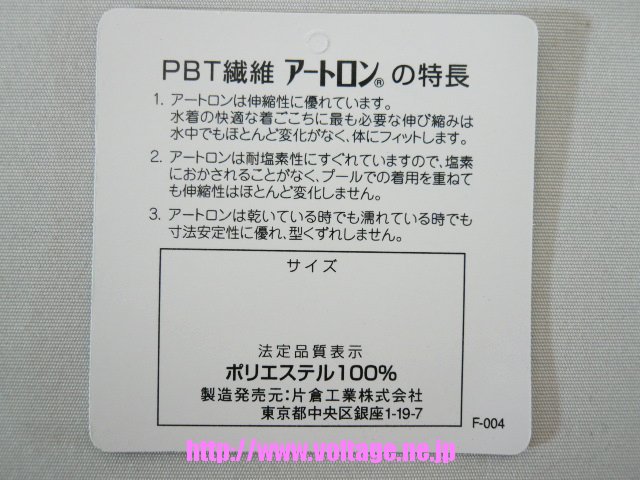 PBT繊維 アートロン® の特長
1. アートロンは伸縮性に優れています。
水着の快適な着ごこちに最も必要な伸び縮みは
水中でもほとんど変化がなく、体にフィットします。
2. アートロンは耐塩素性にすぐれていますので、塩素
におかされることがなく、プールでの着用を重ねて
も伸縮性はほとんど変化しません。
3. アートロンは乾いている時でも濡れている時でも
寸法安定性に優れ、型くずれしません。
サイズ
法定品質表示
ポリエステル100%
製造発売元:片倉工業株式会社
東京都中央区銀座1-19-7
F-004
http://www.voltage.ne.jp